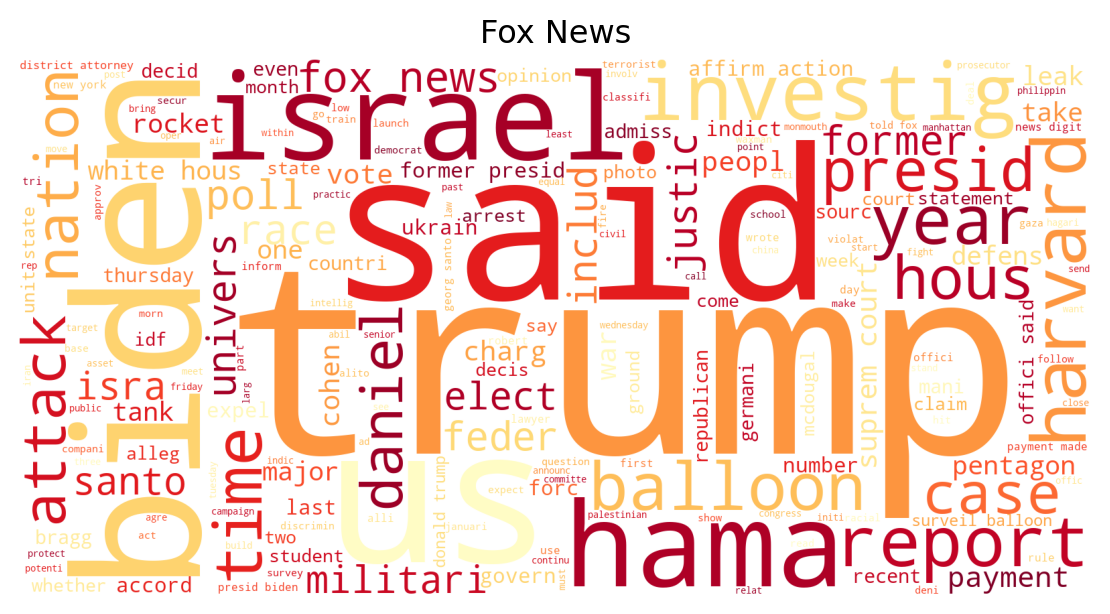 Fox News
district attorney
new york
post
decid
even
month
fox news
opinion
terrorist
involv
investig
affirm action
prosecutor
leak
philippin
secur
bring
rocket
israel
go
low
train
launch
classifi
least
admiss
indict
monmouth
told fox
manhattan
take
news digit
nation
biden
oper
air
move
within
democrat
justic
peopl
point
former
presid
harvard
tri
white hous
approv
state
vote
former presid
photo
court
statement
poll
practic
past
equal
said
school
sourc
year
gaza
unit state
rep
race
ukrain
arrest
law
fire
civil
wrote
china
violat
start
fight
defens
one
inform
countri
georg santo
includ
call
week
hous
send
thursday
univers
intellig
come
day
make
suprem court
want
attack
target
morn
idf
base
asset
meet
friday
trump
abil
senior
say
wednesday
war
offici
offici said
follow
isra
public
tank
part
larg
cohen
alito
daniel
charg
decis
elect
ground
republican
germani
mcdougal
mani
claim
close
compani
expel
ad
lawyer
feder
payment made
alleg
santo
time
indic
major
us
question
announc
committe
first
number
pentagon
tuesday
campaign
agre
act
last
discrimin
two
donald trump
januari
expect
forc
balloon
case
bragg
alli
palestinian
show
congress
initi
surveil balloon
protect
potenti
build
student
survey
use
continu
hama
report
rule
whether
accord
presid biden
militari
govern
must
relat
recent
deni
payment